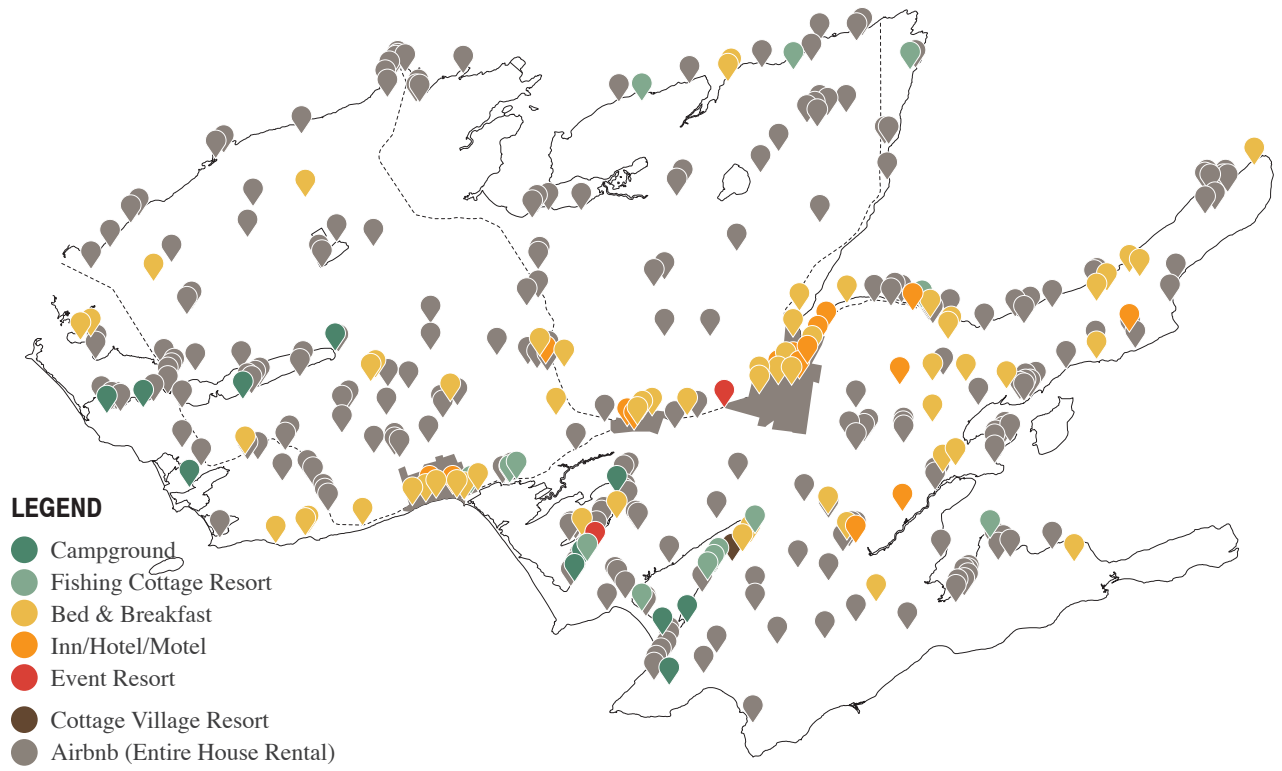 LEGEND
Campground
Fishing Cottage Resort
Bed & Breakfast
Inn/Hotel/Motel
Event Resort
Cottage Village Resort
Airbnb (Entire House Rental)